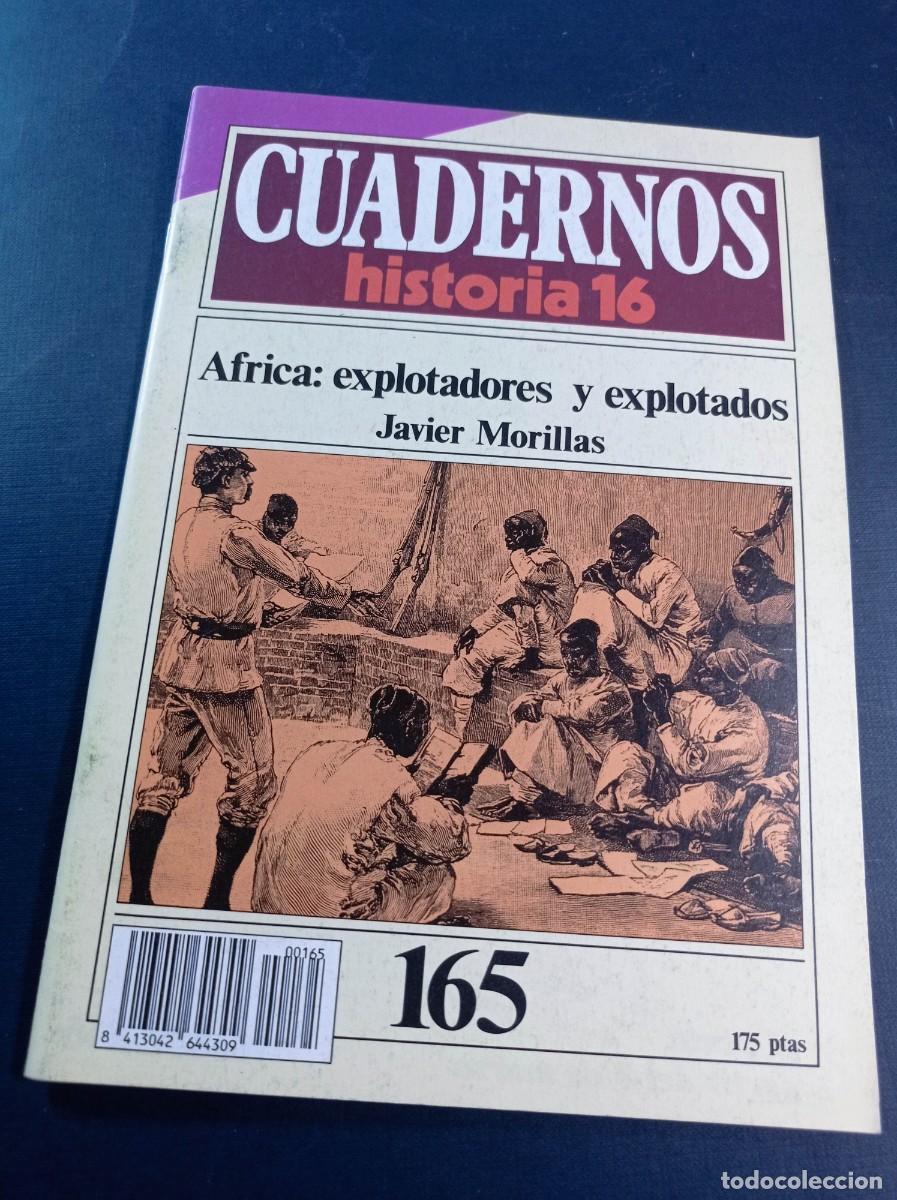 CUADERNOS
historia 16
Africa: explotadores y explotados
Javier Morillas
00165
8 413042 644309
165
175 ptas
todocoleccion